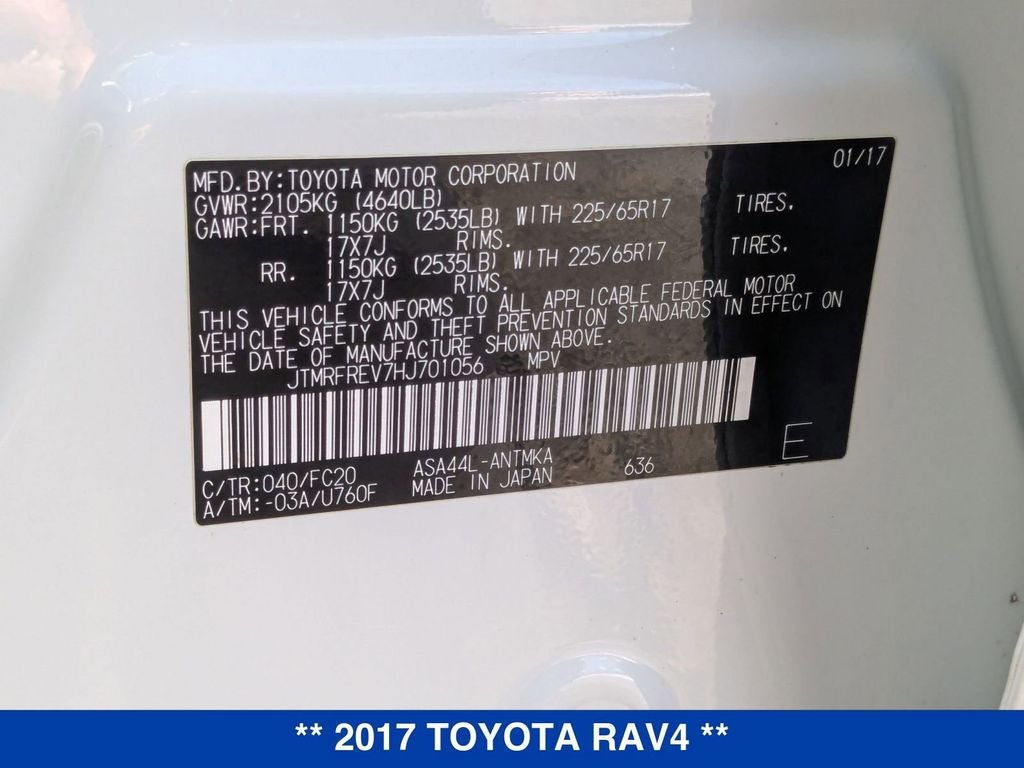 01/17
MFD.BY:TOYOTA MOTOR CORPORATION
GVWR:2105KG (4640LB)
GAWR:FRT. 1150KG (2535LB) WITH 225/65R17 TIRES.
17X7J RIMS.
RR. 1150KG (2535LB) WITH 225/65R17 TIRES.
17X7J RIMS.
THIS VEHICLE CONFORMS TO ALL APPLICABLE FEDERAL MOTOR
VEHICLE SAFETY AND THEFT PREVENTION STANDARDS IN EFFECT ON
THE DATE OF MANUFACTURE SHOWN ABOVE.
JTMRFREV7HJ701056 MPV
E
C/TR:040/FC20 ASA44L-ANTMKA 636
A/TM:-03A/U760F MADE IN JAPAN
** 2017 TOYOTA RAV4 **